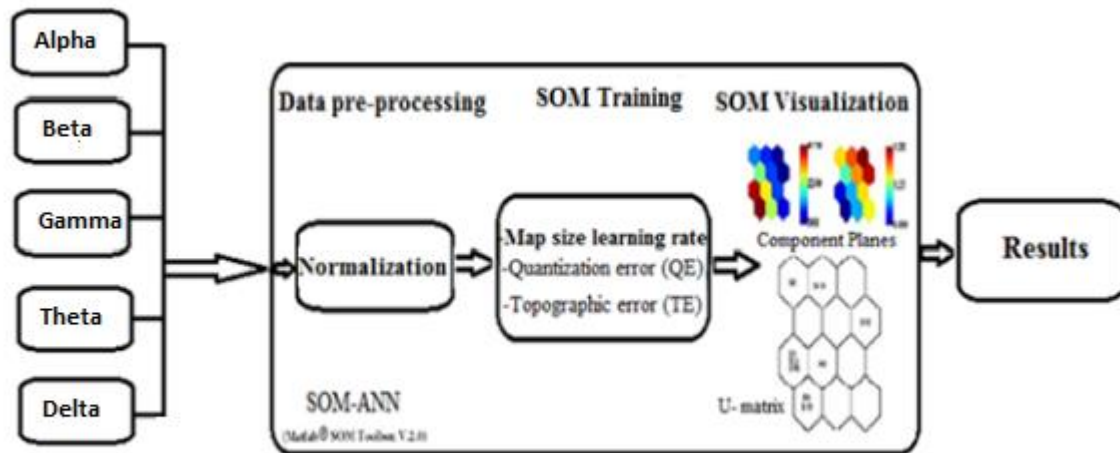 Alpha
Beta
Gamma
Theta
Delta
Data pre-processing
SOM Training
SOM Visualization
Normalization
-Map size learning rate
-Quantization error (QE)
-Topographic error (TE)
Component Planes
U- matrix
SOM-ANN
(Matlab® SOM Toolbox V.2.0)
Results